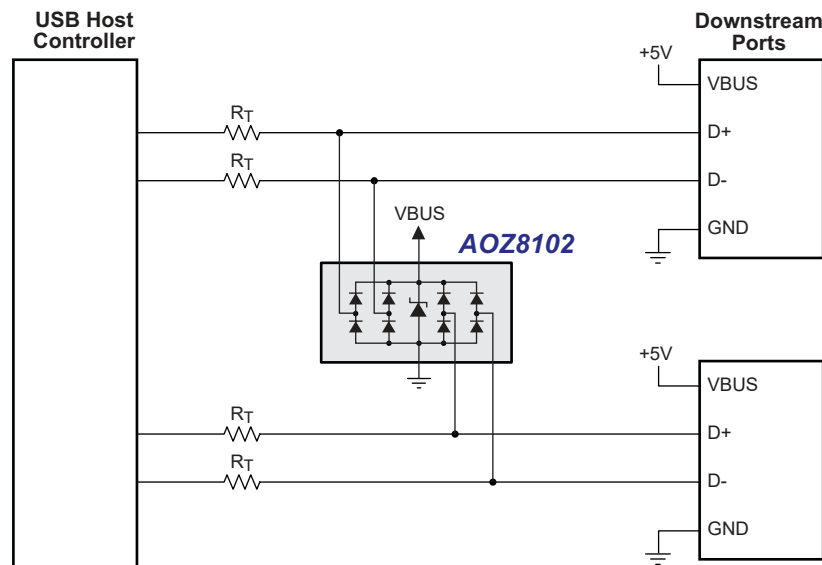 USB Host
Controller
Downstream
Ports
+5V
VBUS
RT
D+
RT
D-
VBUS
GND
AOZ8102
+5V
VBUS
RT
D+
RT
D-
GND